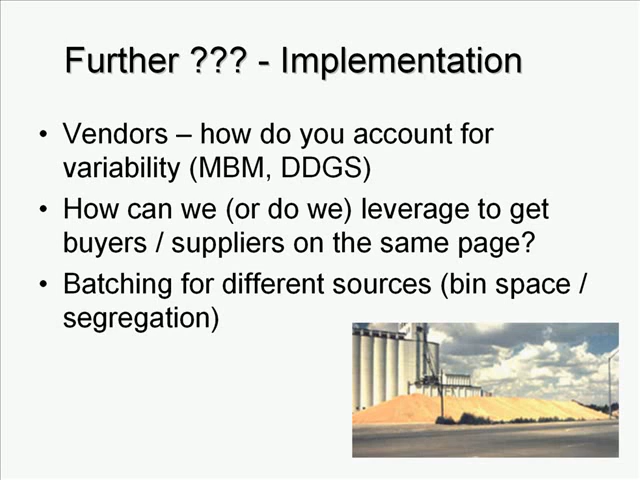 Further ??? - Implementation
• Vendors – how do you account for
variability (MBM, DDGS)
• How can we (or do we) leverage to get
buyers / suppliers on the same page?
• Batching for different sources (bin space /
segregation)